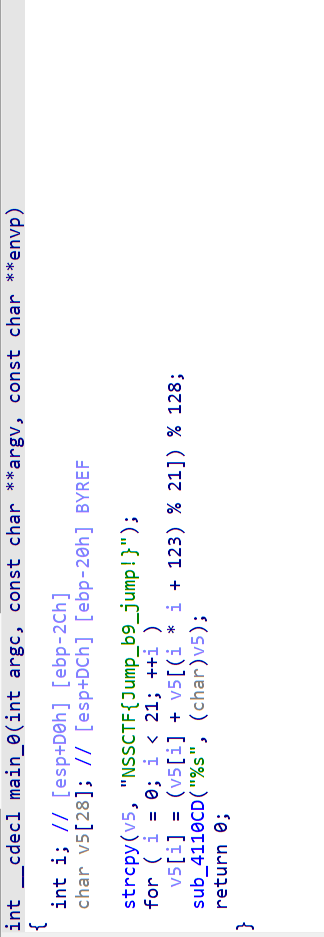 int __cdecl main_0(int argc, const char **argv, const char **envp)
{
  int i; // [esp+D0h] [ebp-2Ch]
  char v5[28]; // [esp+DCh] [ebp-20h] BYREF

  strcpy(v5, "NSSCTF{Jump_b9_jump!}");
  for ( i = 0; i < 21; ++i )
    v5[i] = (v5[i] + v5[(i * i + 123) % 21]) % 128;
  sub_4110CD("%s", (char)v5);
  return 0;
}